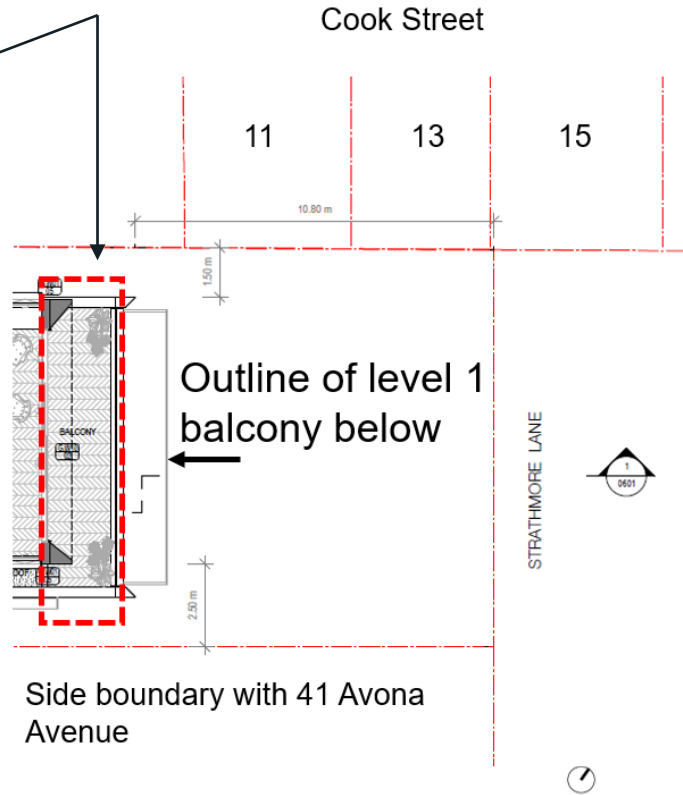 Cook Street
11
13
15
10.80 m
1.50 m
Outline of level 1
balcony below
BALCONY
STRATHMORE LANE
1
0601
2.50 m
Side boundary with 41 Avona
Avenue